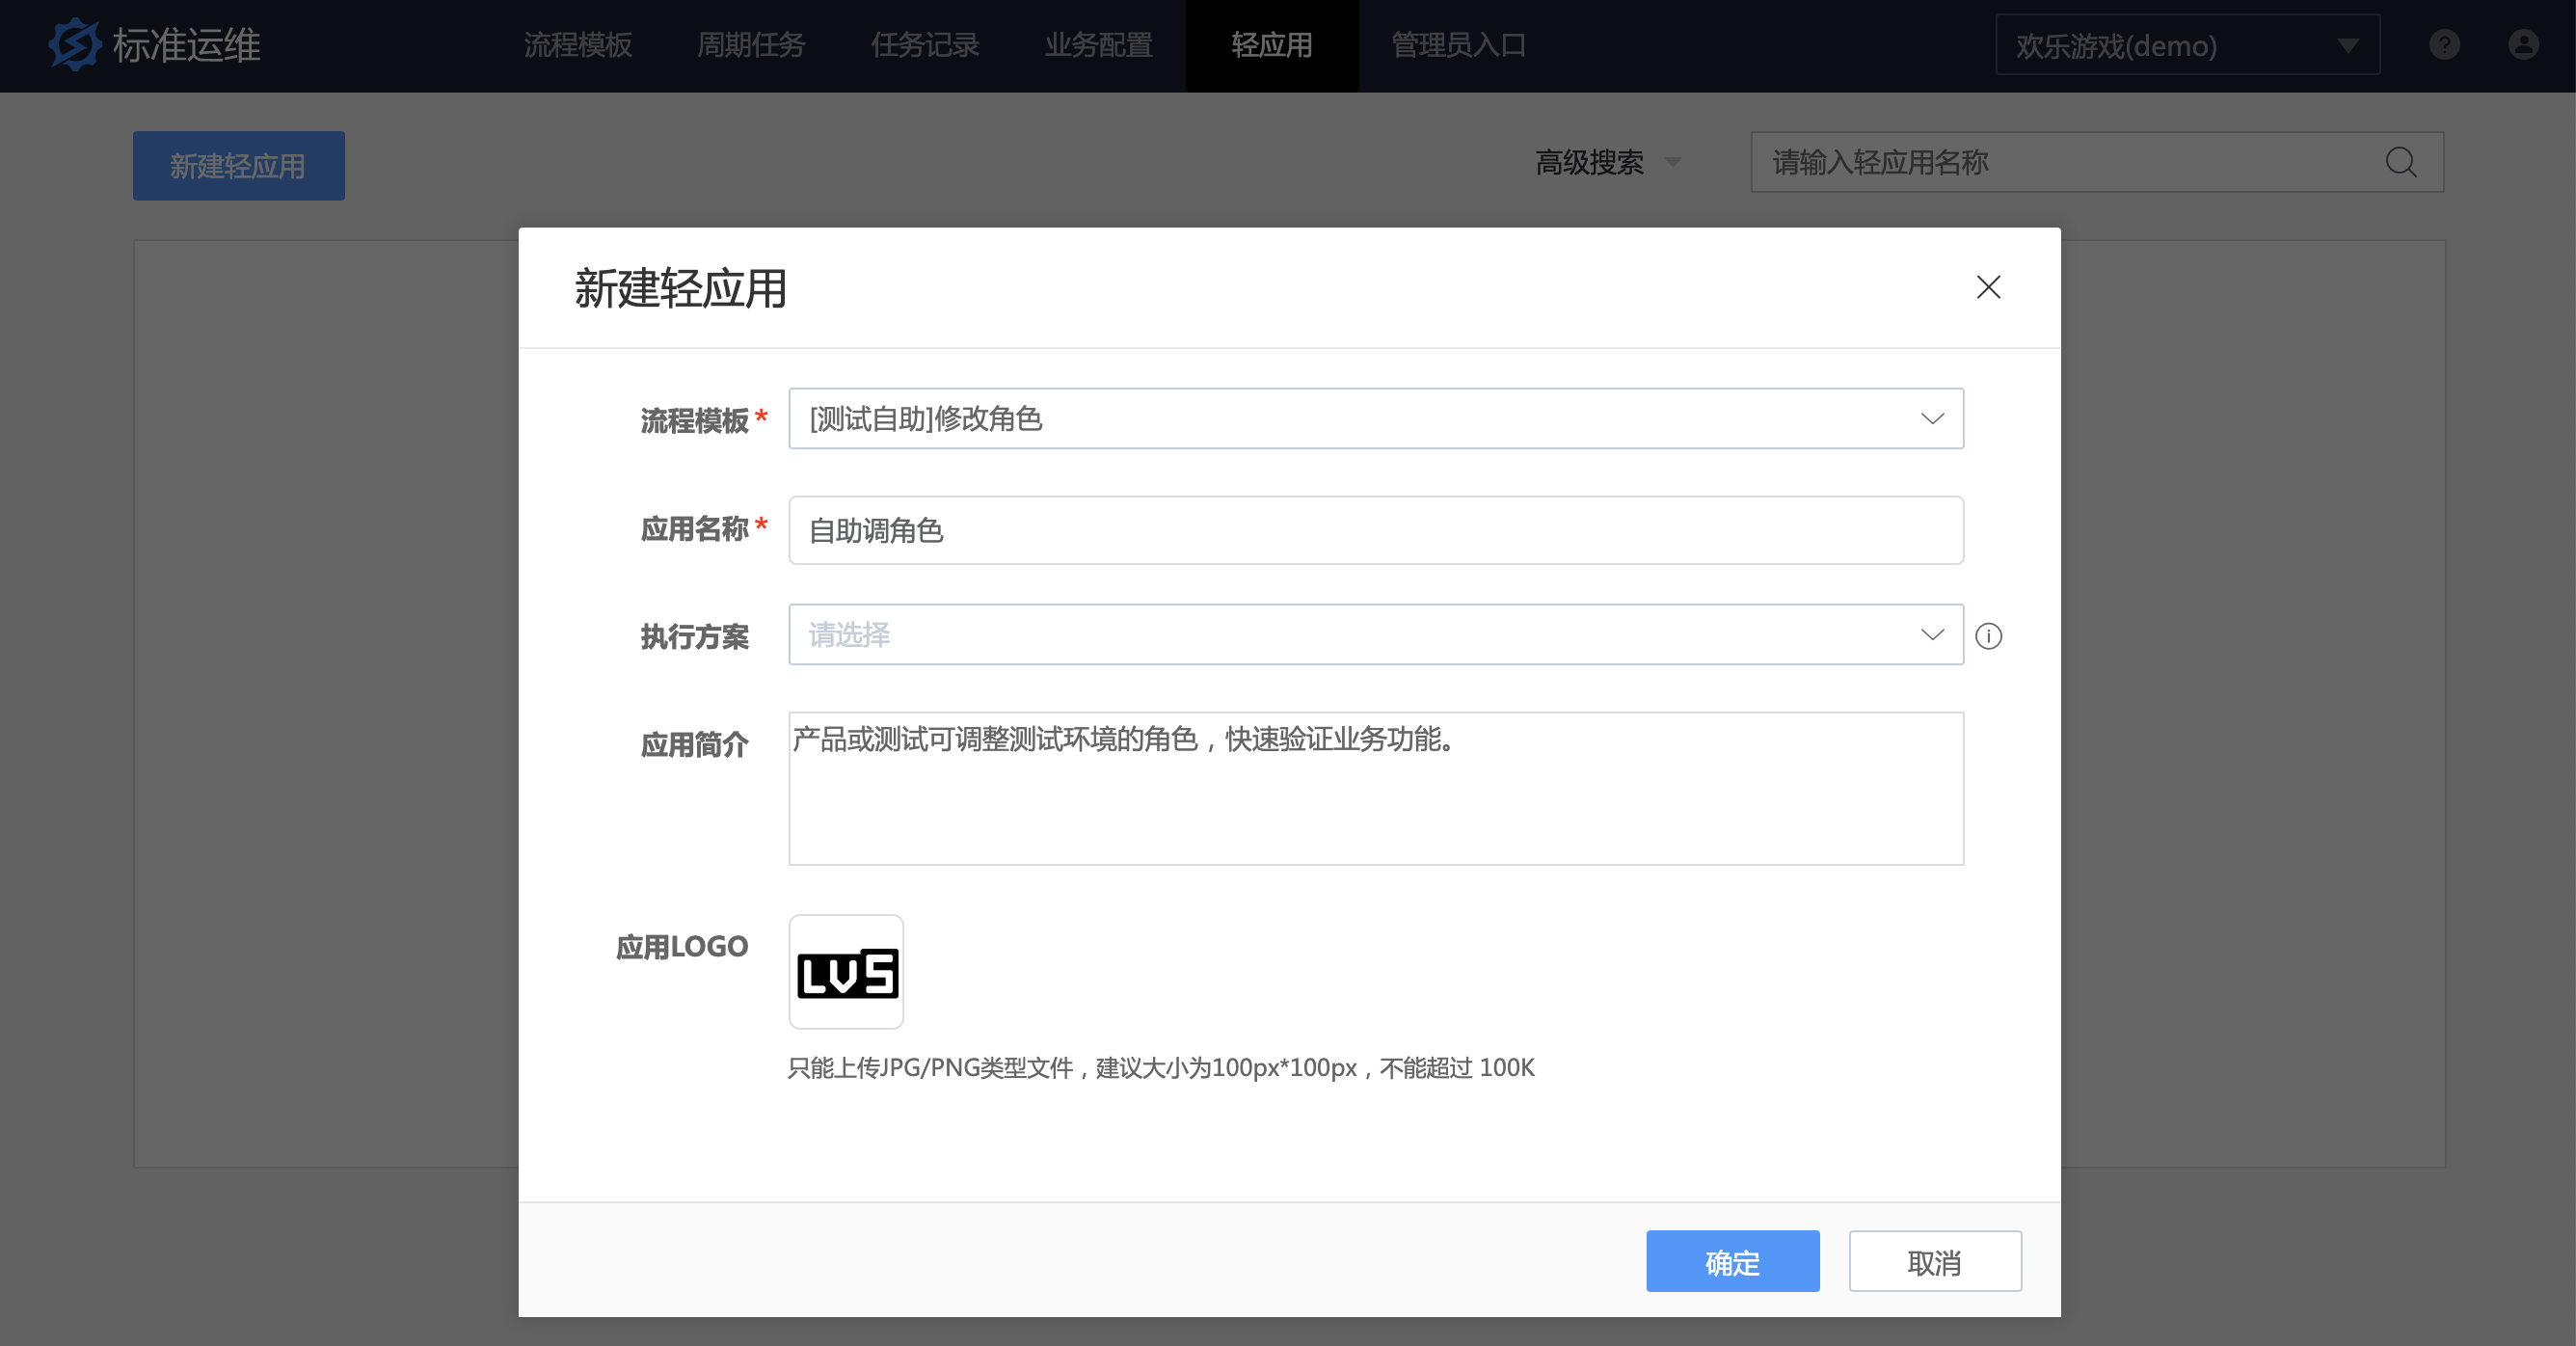 标准运维
流程模板
周期任务
任务记录
业务配置
轻应用
管理员入口
欢乐游戏(demo)
?
新建轻应用
高级搜索
请输入轻应用名称
新建轻应用
流程模板*
[测试自助]修改角色
应用名称*
自助调角色
执行方案
请选择
应用简介
产品或测试可调整测试环境的角色，快速验证业务功能。
应用LOGO
LV5
只能上传JPG/PNG类型文件，建议大小为100px*100px，不能超过 100K
确定
取消